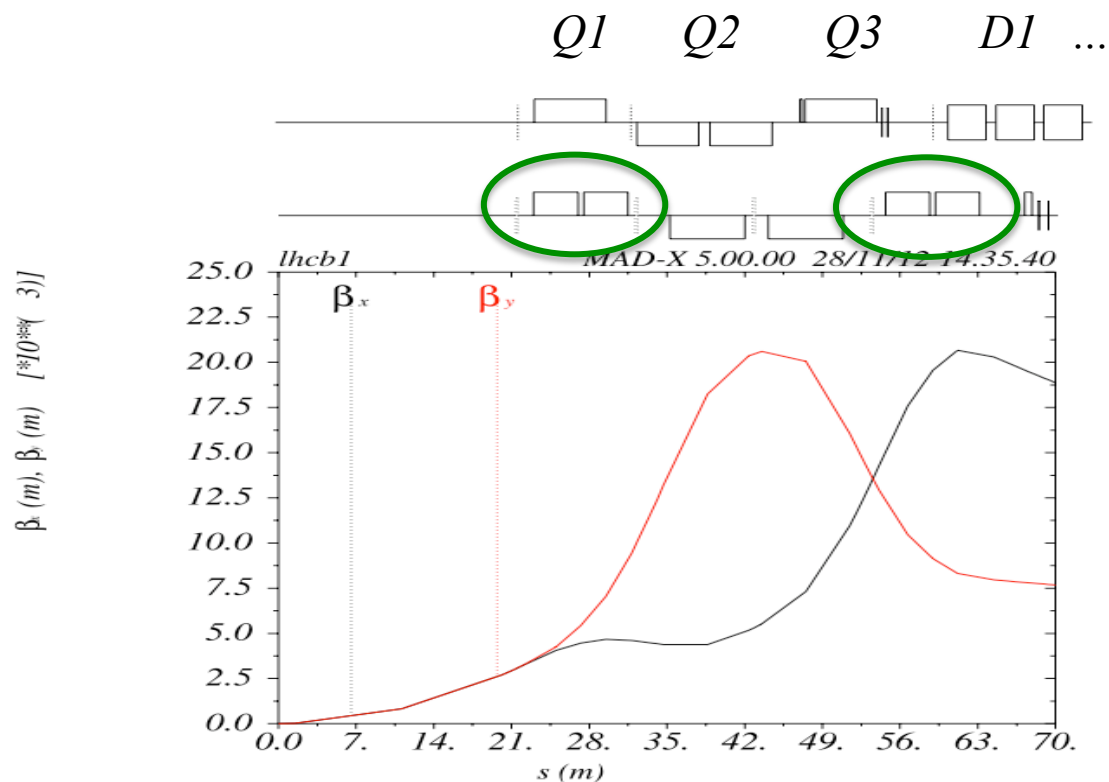 Q1 Q2 Q3 D1 ...
lhcb1 MAD-X 5.00.00 28/11/12 14.35.40
βx (m), βy (m) [*10**( 3)]
βx βy
25.0
22.5
20.0
17.5
15.0
12.5
10.0
7.5
5.0
2.5
0.0
0.0 7. 14. 21. 28. 35. 42. 49. 56. 63. 70.
s (m)